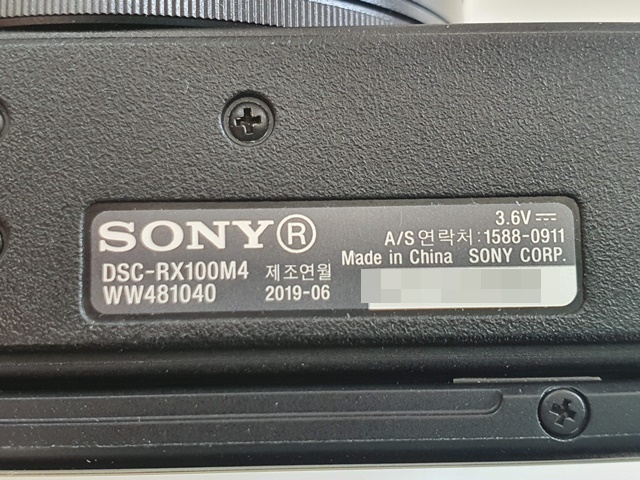 SONY®
DSC-RX100M4 제조연월
WW481040 2019-06
3.6V⎓
A/S연락처:1588-0911
Made in China SONY CORP.